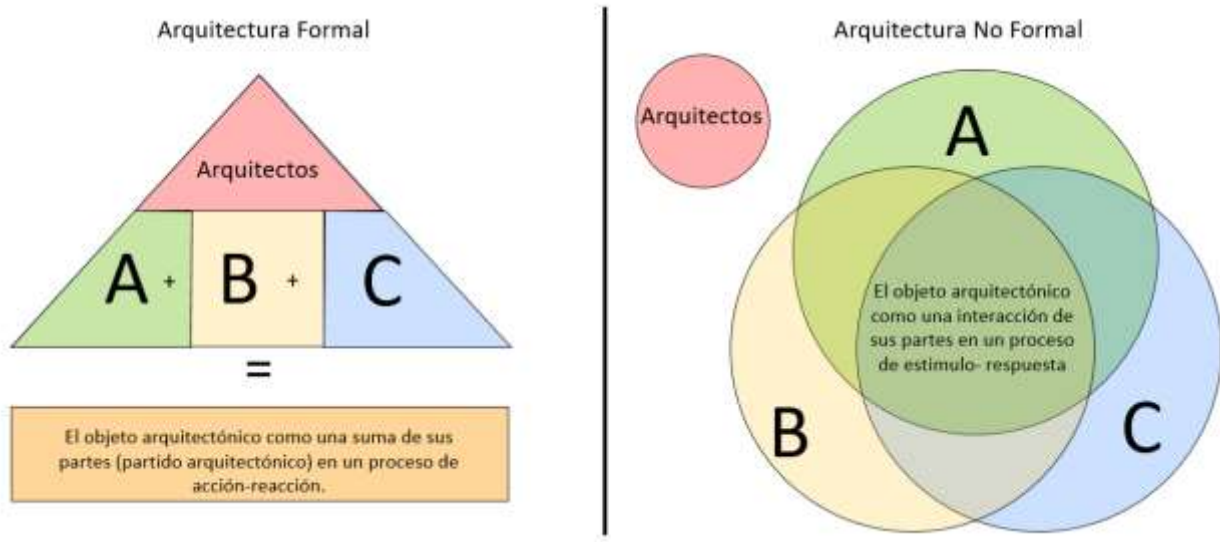 Arquitectura Formal
Arquitectos
A + B + C
=
El objeto arquitectónico como una suma de sus
partes (partido arquitectónico) en un proceso de
acción-reacción.
Arquitectura No Formal
Arquitectos
A
El objeto arquitectónico
como una interacción de
sus partes en un proceso
de estimulo- respuesta
B
C